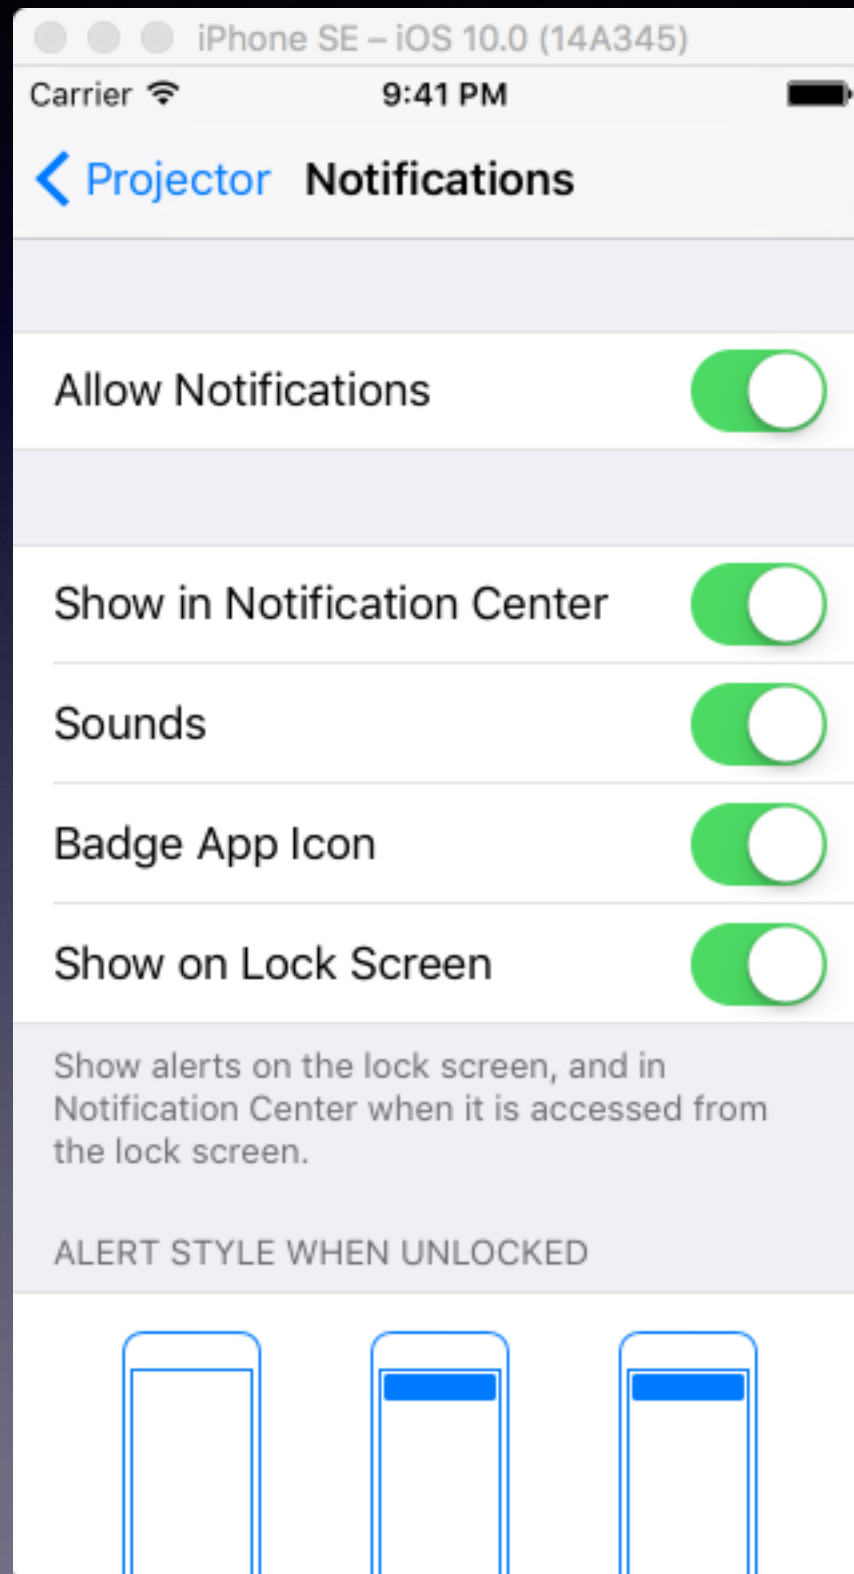 iPhone SE – iOS 10.0 (14A345)
Carrier 9:41 PM
Projector Notifications
Allow Notifications
Show in Notification Center
Sounds
Badge App Icon
Show on Lock Screen
Show alerts on the lock screen, and in
Notification Center when it is accessed from
the lock screen.
ALERT STYLE WHEN UNLOCKED